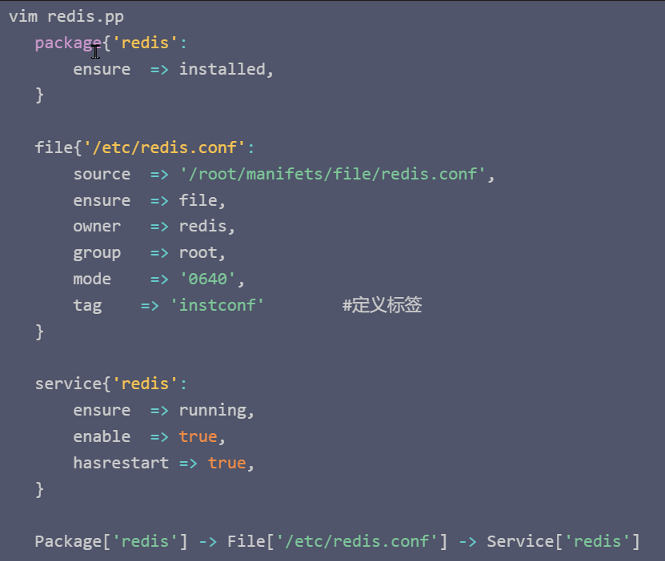 vim redis.pp
package{'redis':
ensure => installed,
}
file{'/etc/redis.conf':
source => '/root/manifets/file/redis.conf',
ensure => file,
owner => redis,
group => root,
mode => '0640',
tag => 'instconf' #定义标签
}
service{'redis':
ensure => running,
enable => true,
hasrestart => true,
}
Package['redis'] -> File['/etc/redis.conf'] -> Service['redis']